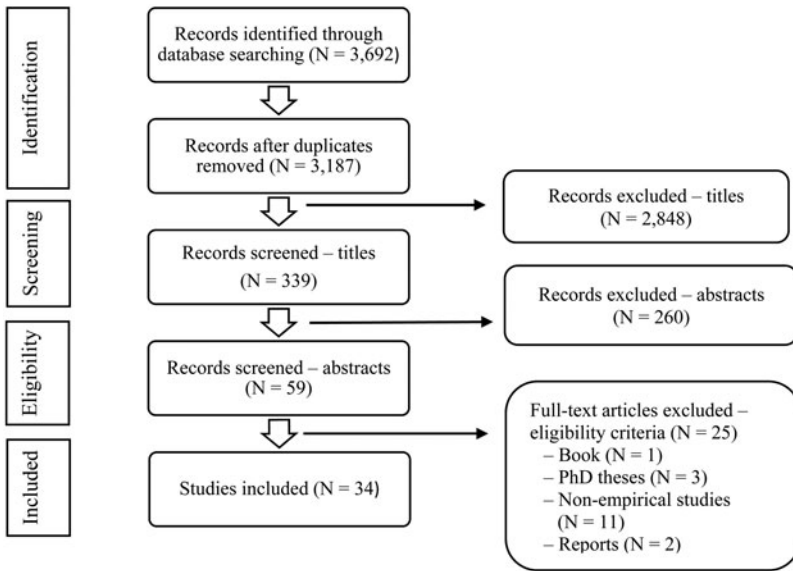 Identification
Records identified through
database searching (N = 3,692)
Records after duplicates
removed (N = 3,187)
Records excluded – titles
(N = 2,848)
Screening
Records screened – titles
(N = 339)
Records excluded – abstracts
(N = 260)
Eligibility
Records screened – abstracts
(N = 59)
Full-text articles excluded –
eligibility criteria (N = 25)
– Book (N = 1)
– PhD theses (N = 3)
– Non-empirical studies
(N = 11)
– Reports (N = 2)
Included
Studies included (N = 34)